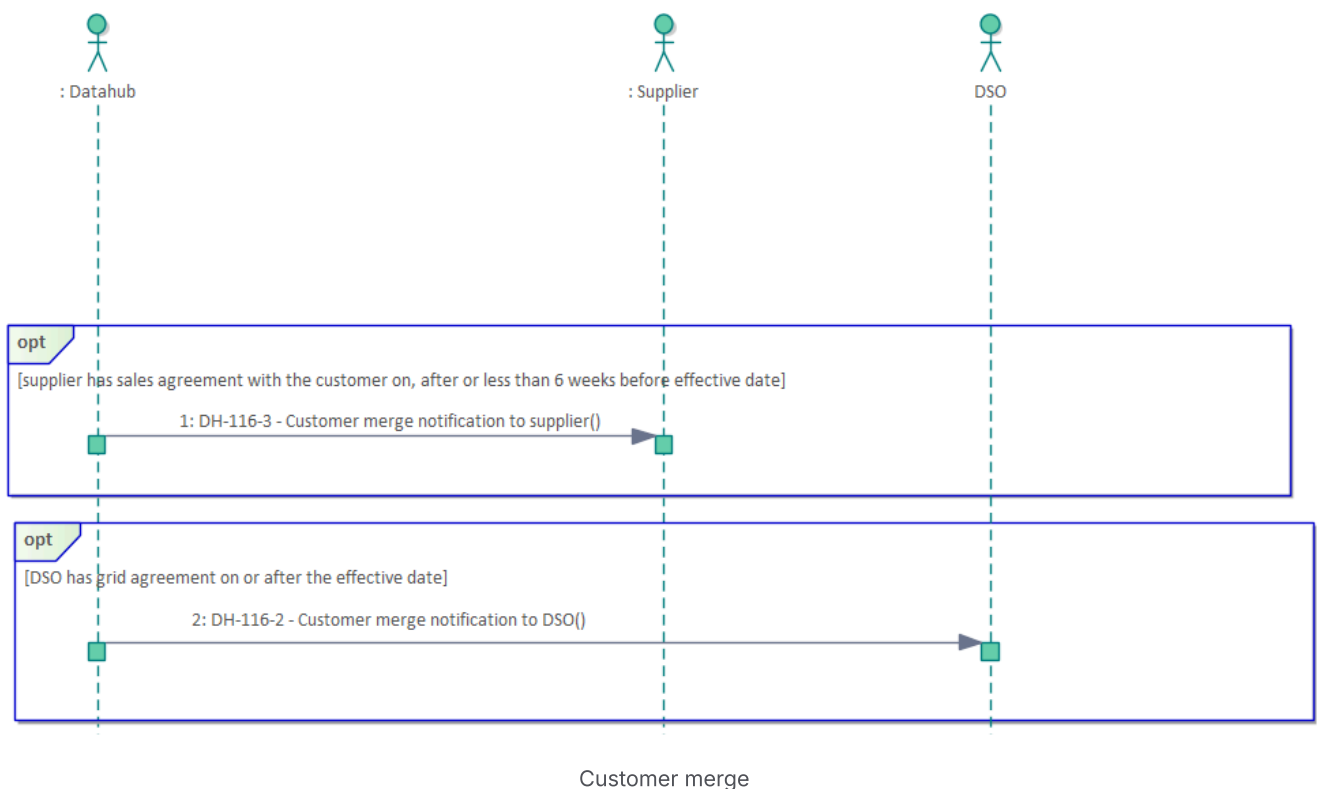 : Datahub
: Supplier
DSO
opt
[supplier has sales agreement with the customer on, after or less than 6 weeks before effective date]
1: DH-116-3 - Customer merge notification to supplier()
opt
[DSO has grid agreement on or after the effective date]
2: DH-116-2 - Customer merge notification to DSO()
Customer merge